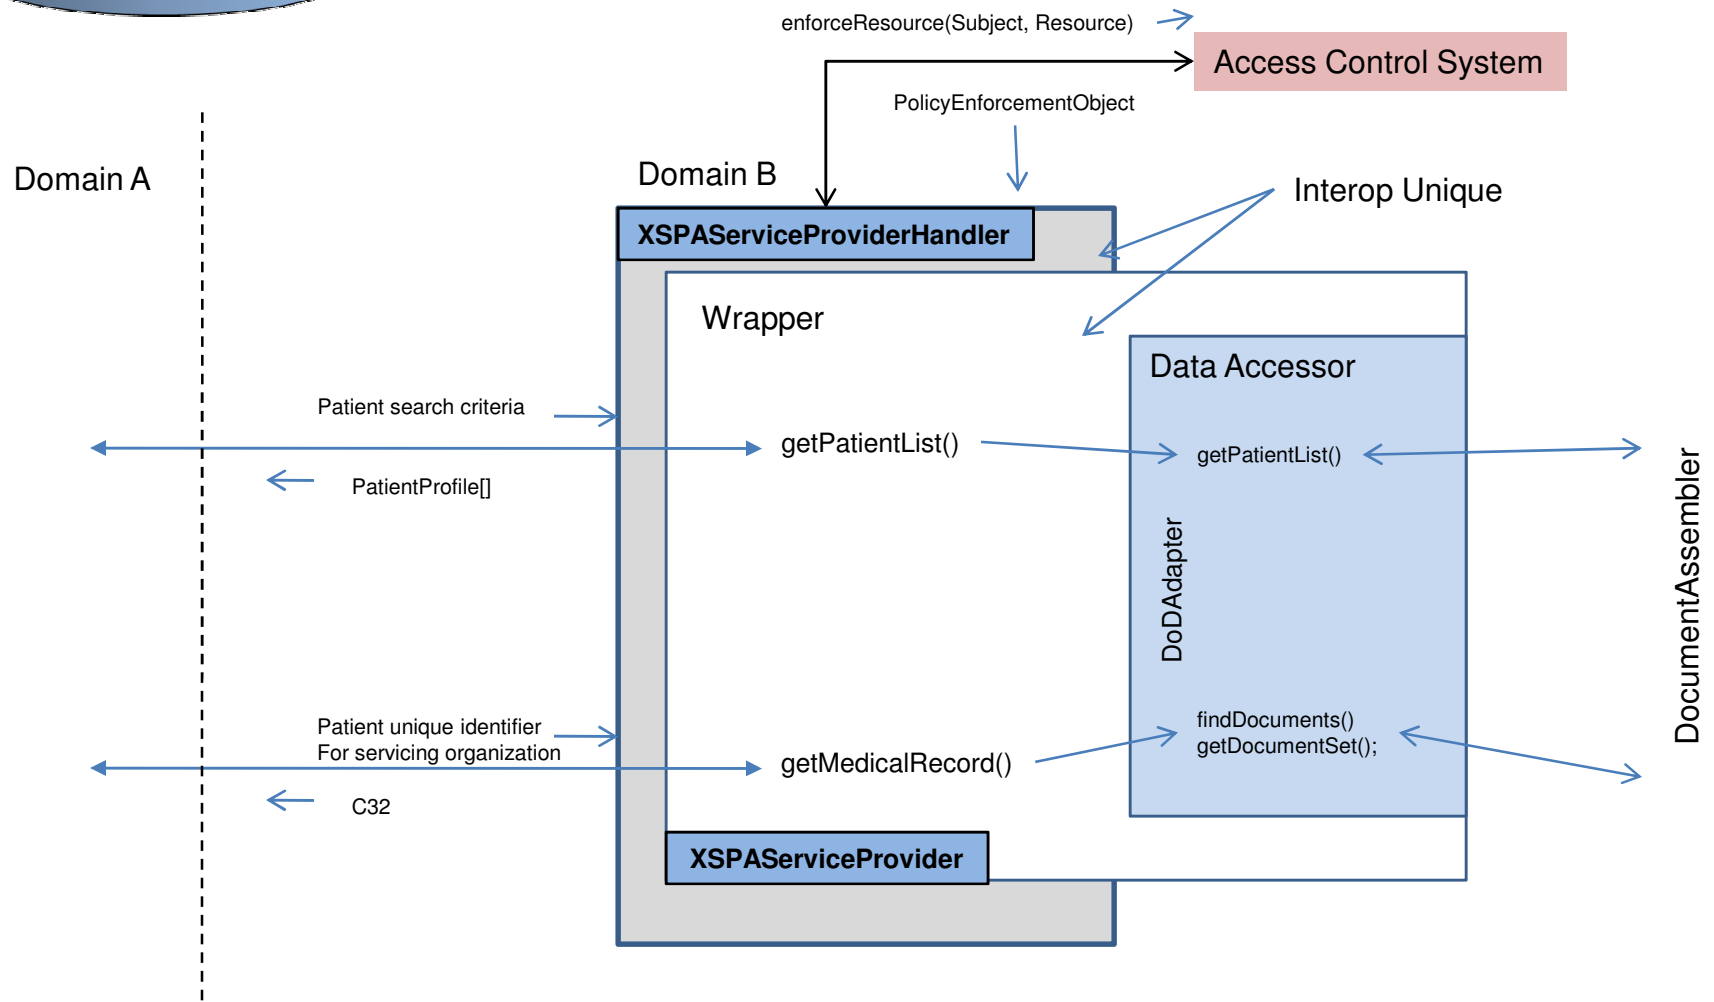 enforceResource(Subject, Resource)
Access Control System
PolicyEnforcementObject
Domain A
Domain B
Interop Unique
XSPAServiceProviderHandler
Wrapper
Data Accessor
Patient search criteria
getPatientList()
getPatientList()
PatientProfile[]
DoDAdapter
DocumentAssembler
Patient unique identifier
For servicing organization
getMedicalRecord()
findDocuments()
getDocumentSet();
C32
XSPAServiceProvider